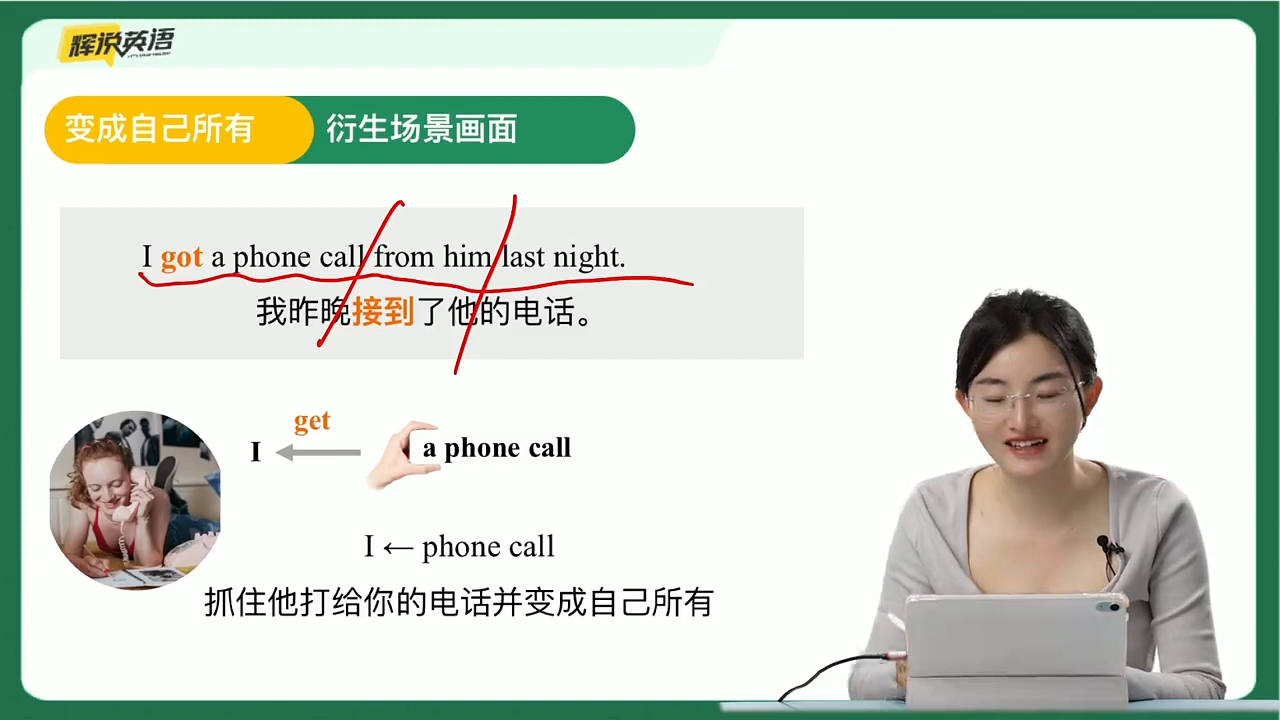 辉说英语
变成自己所有 衍生场景画面
I got a phone call from him last night.
我昨晚接到了他的电话。
get
I a phone call
I ← phone call
抓住他打给你的电话并变成自己所有